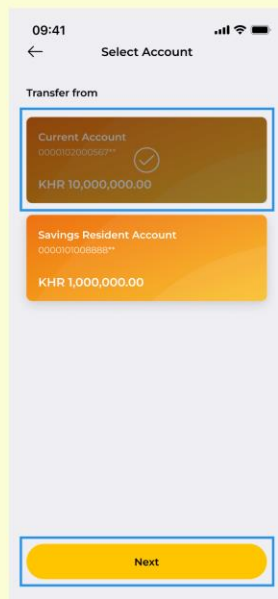 09:41
Select Account
Transfer from
Current Account
0000102000567**
KHR 10,000,000.00
Savings Resident Account
0000101008888**
KHR 1,000,000.00
Next